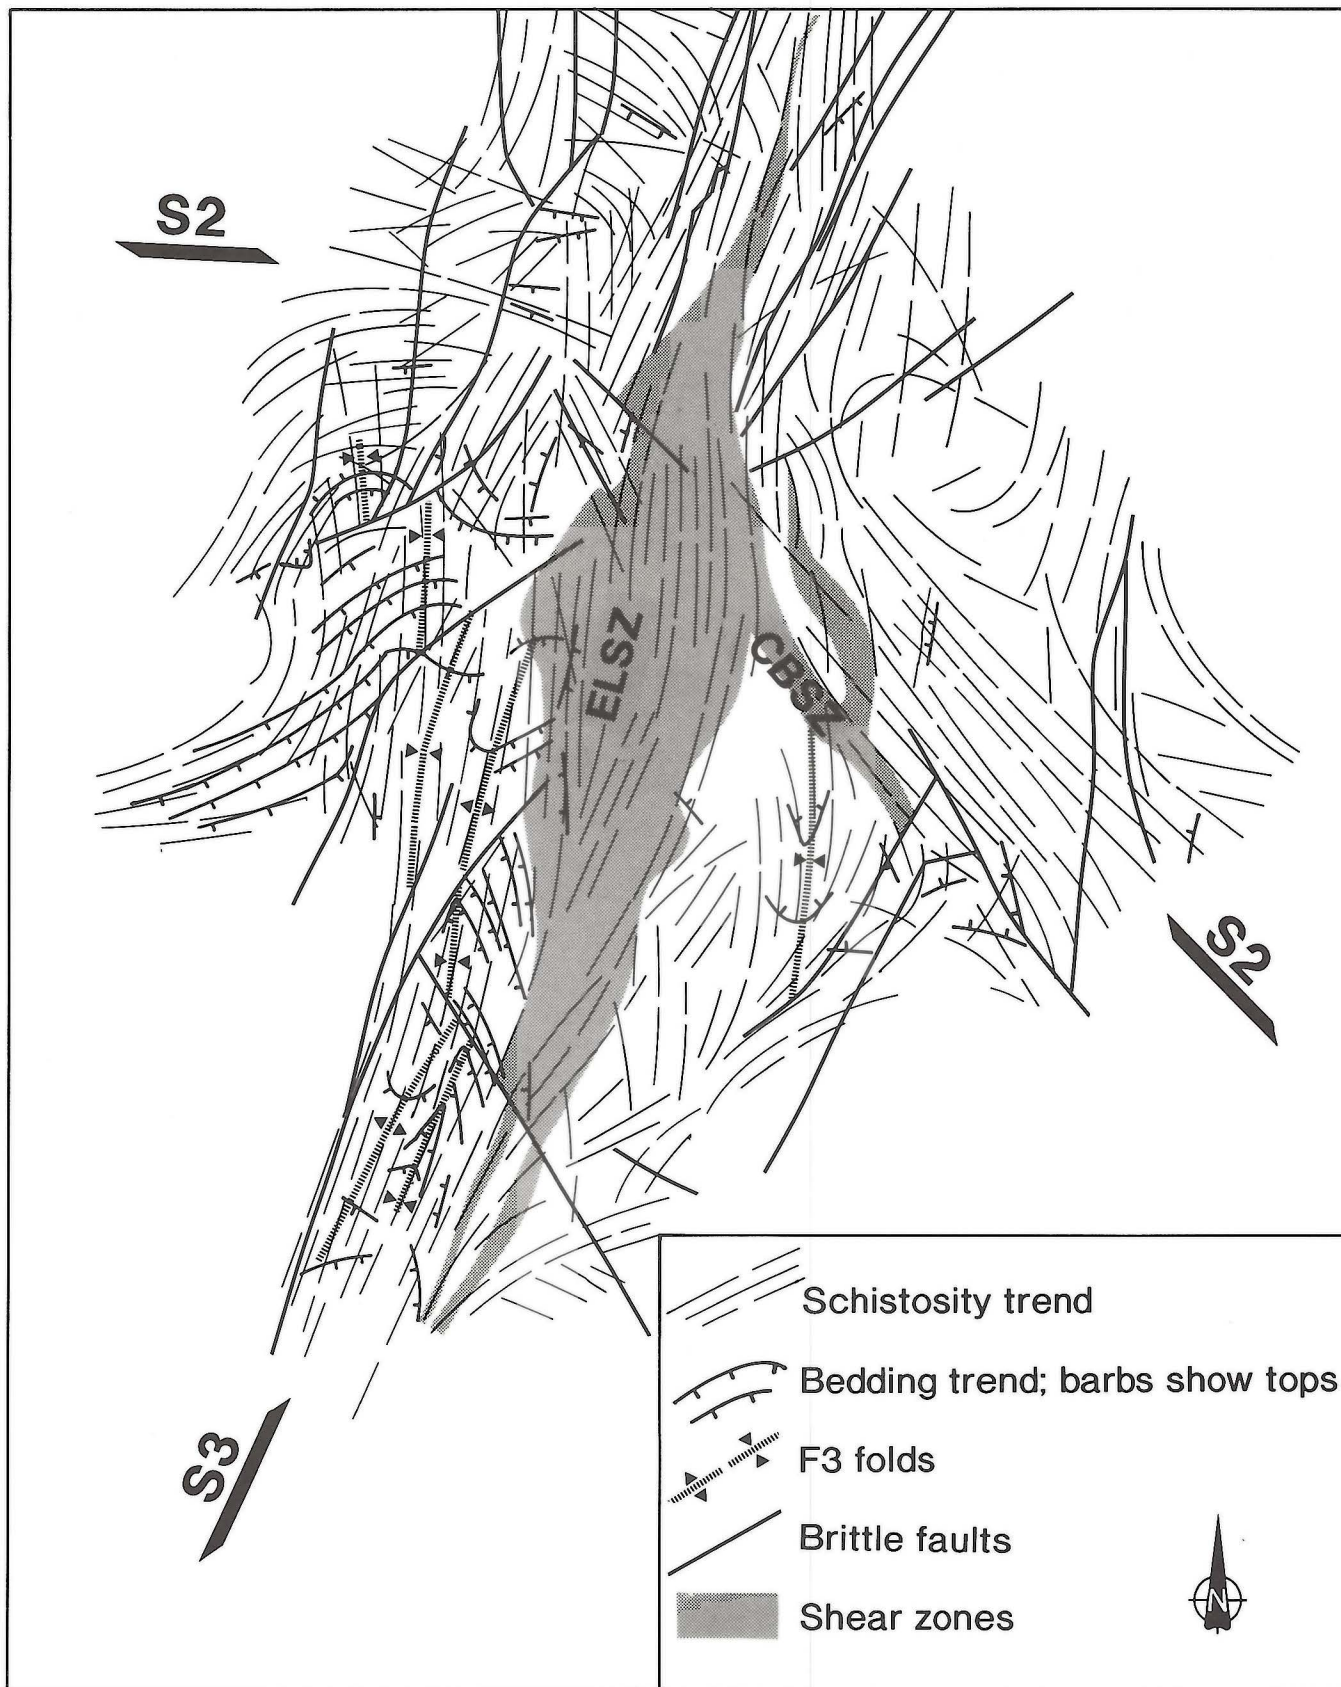 S2
ELSZ
CBSZ
S2
S3
Schistosity trend
Bedding trend; barbs show tops
F3 folds
Brittle faults
Shear zones
N